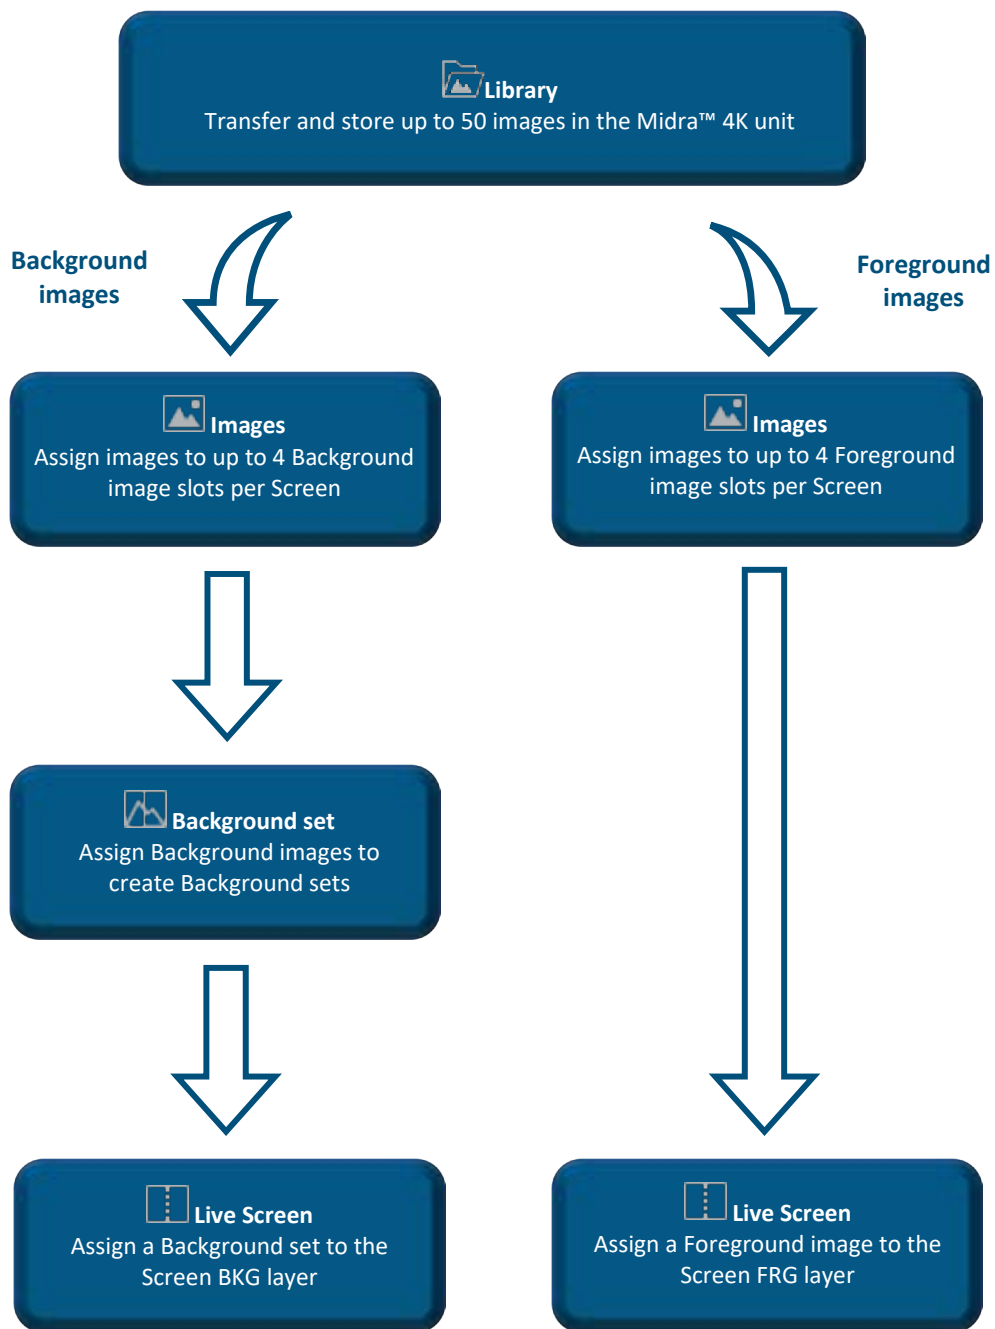 Library
Transfer and store up to 50 images in the Midra™ 4K unit
Background
images
Foreground
images
Images
Assign images to up to 4 Background
image slots per Screen
Images
Assign images to up to 4 Foreground
image slots per Screen
Background set
Assign Background images to
create Background sets
Live Screen
Assign a Background set to the
Screen BKG layer
Live Screen
Assign a Foreground image to the
Screen FRG layer